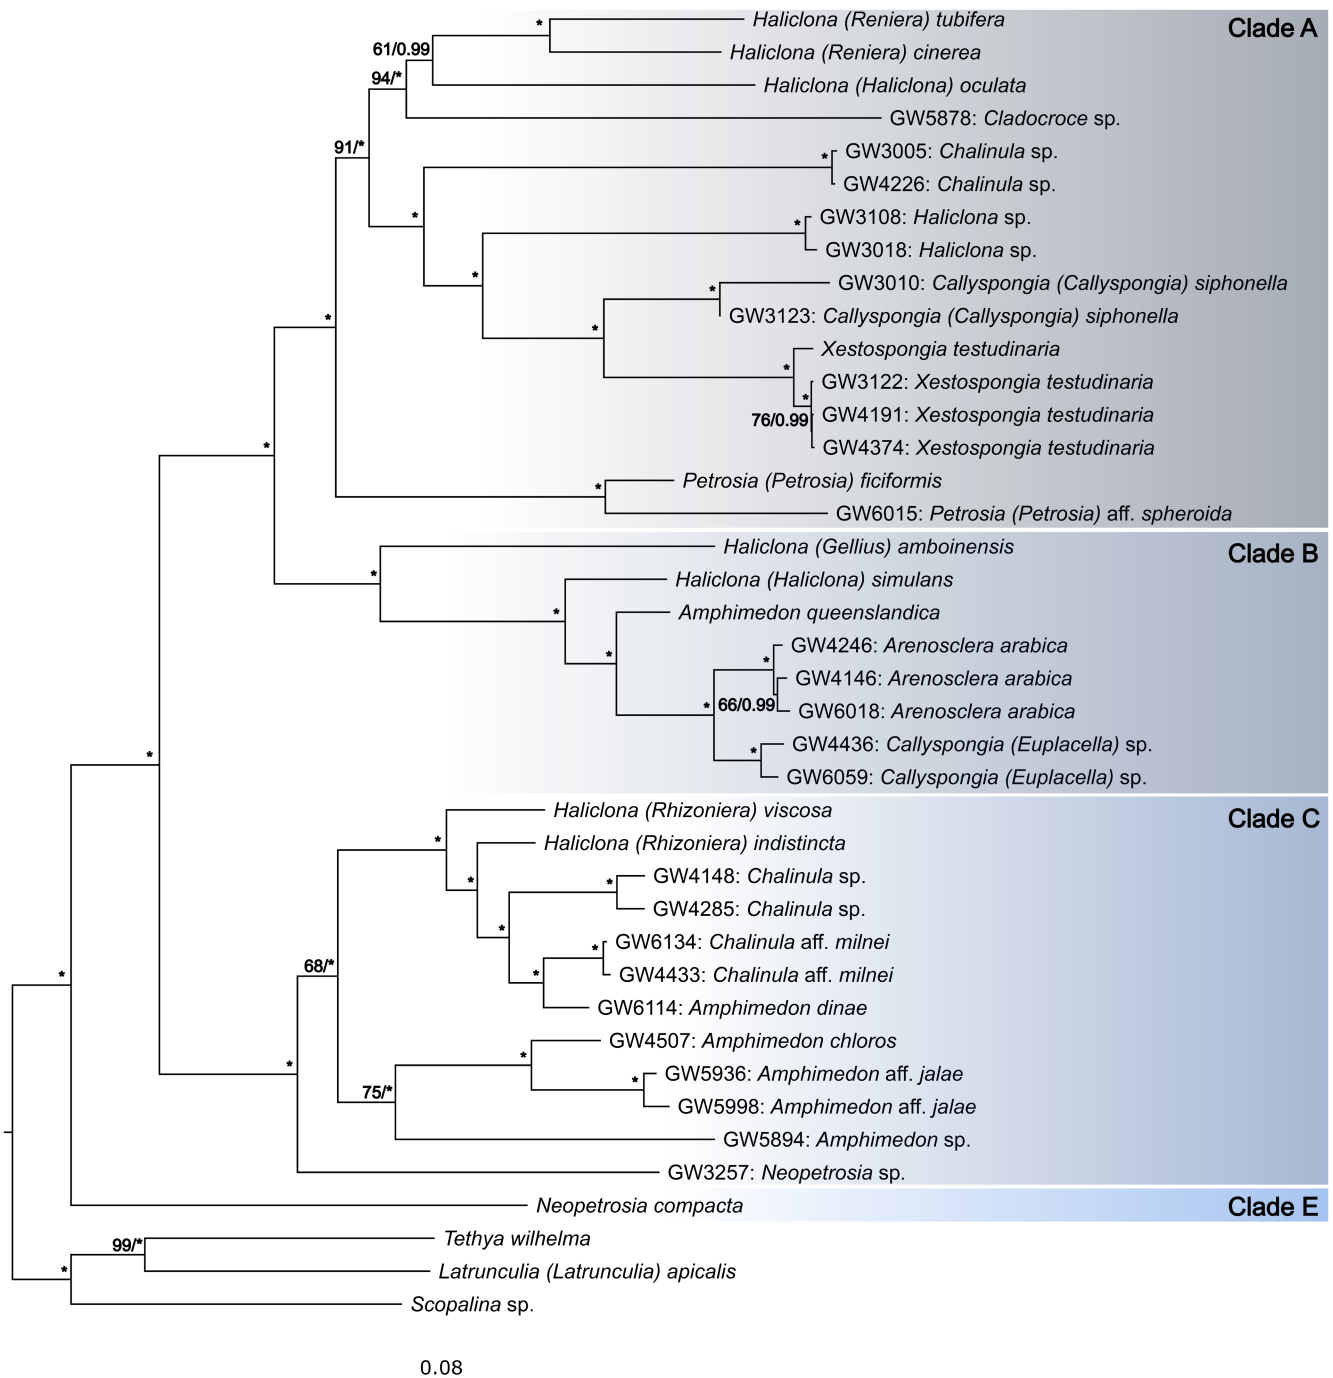 Haliclona (Reniera) tubifera
Clade A
*
Haliclona (Reniera) cinerea
61/0.99
94/*
Haliclona (Haliclona) oculata
GW5878: Cladocroce sp.
91/*
GW3005: Chalinula sp.
*
GW4226: Chalinula sp.
*
GW3108: Haliclona sp.
*
GW3018: Haliclona sp.
*
GW3010: Callyspongia (Callyspongia) siphonella
*
GW3123: Callyspongia (Callyspongia) siphonella
*
*
Xestospongia testudinaria
*
GW3122: Xestospongia testudinaria
*
GW4191: Xestospongia testudinaria
76/0.99
GW4374: Xestospongia testudinaria
*
Petrosia (Petrosia) ficiformis
*
GW6015: Petrosia (Petrosia) aff. spheroida
Haliclona (Gellius) amboinensis
Clade B
*
Haliclona (Haliclona) simulans
*
Amphimedon queenslandica
*
GW4246: Arenosclera arabica
*
GW4146: Arenosclera arabica
*
66/0.99
GW6018: Arenosclera arabica
GW4436: Callyspongia (Euplacella) sp.
*
*
GW6059: Callyspongia (Euplacella) sp.
Haliclona (Rhizoniera) viscosa
Clade C
*
Haliclona (Rhizoniera) indistincta
*
GW4148: Chalinula sp.
*
GW4285: Chalinula sp.
*
GW6134: Chalinula aff. milnei
*
GW4433: Chalinula aff. milnei
*
68/*
*
GW6114: Amphimedon dinae
GW4507: Amphimedon chloros
*
*
GW5936: Amphimedon aff. jalae
*
75/*
GW5998: Amphimedon aff. jalae
GW5894: Amphimedon sp.
GW3257: Neopetrosia sp.
Neopetrosia compacta
Clade E
Tethya wilhelma
99/*
*
Latrunculia (Latrunculia) apicalis
Scopalina sp.
0.08